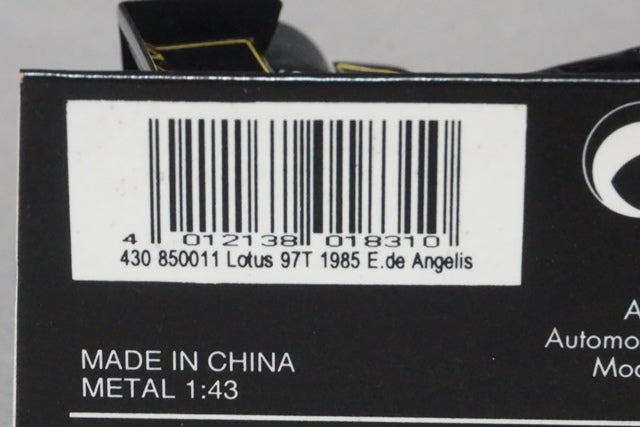 4 012138 018310
430 850011 Lotus 97T 1985 E.de Angelis
MADE IN CHINA
METAL 1:43